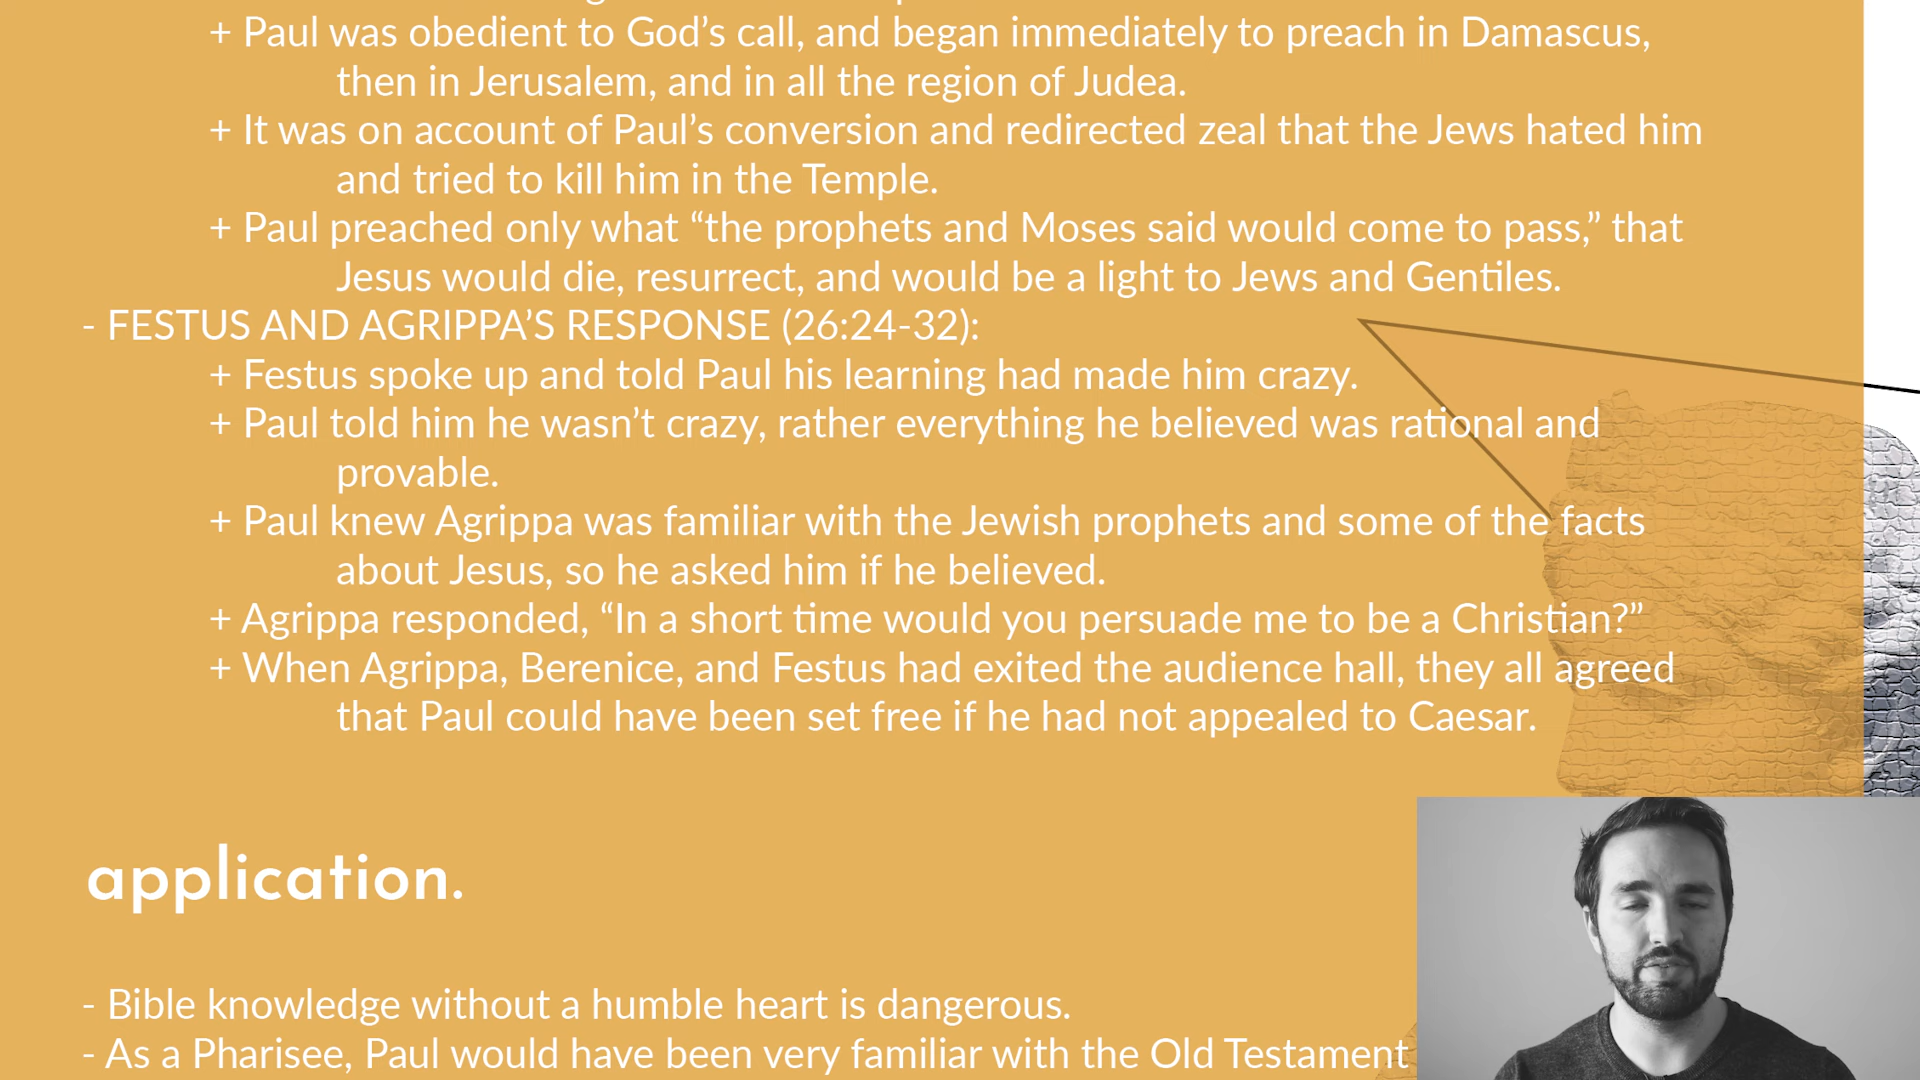 + Paul was obedient to God’s call, and began immediately to preach in Damascus,
then in Jerusalem, and in all the region of Judea.
+ It was on account of Paul’s conversion and redirected zeal that the Jews hated him
and tried to kill him in the Temple.
+ Paul preached only what “the prophets and Moses said would come to pass,” that
Jesus would die, resurrect, and would be a light to Jews and Gentiles.
- FESTUS AND AGRIPPA’S RESPONSE (26:24-32):
+ Festus spoke up and told Paul his learning had made him crazy.
+ Paul told him he wasn’t crazy, rather everything he believed was rational and
provable.
+ Paul knew Agrippa was familiar with the Jewish prophets and some of the facts
about Jesus, so he asked him if he believed.
+ Agrippa responded, “In a short time would you persuade me to be a Christian?”
+ When Agrippa, Berenice, and Festus had exited the audience hall, they all agreed
that Paul could have been set free if he had not appealed to Caesar.
application.
- Bible knowledge without a humble heart is dangerous.
- As a Pharisee, Paul would have been very familiar with the Old Testament